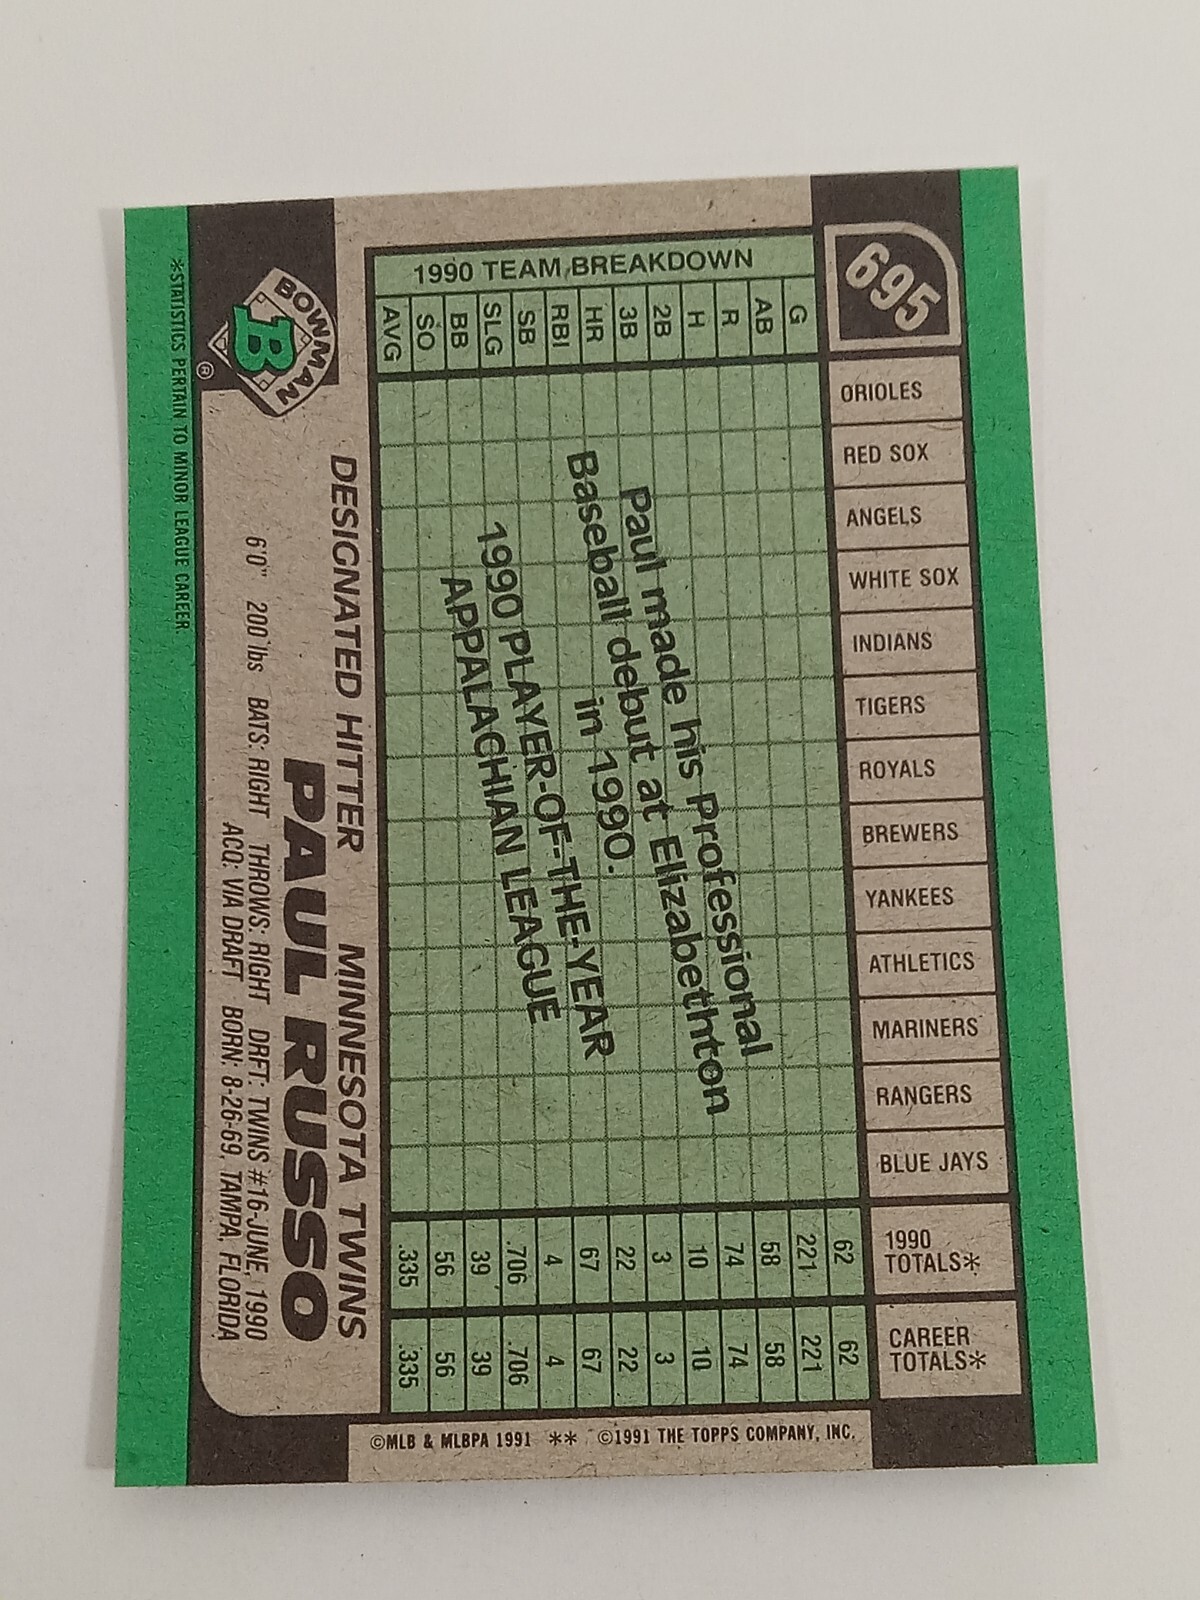 695
ORIOLES
RED SOX
ANGELS
WHITE SOX
INDIANS
TIGERS
ROYALS
BREWERS
YANKEES
ATHLETICS
MARINERS
RANGERS
BLUE JAYS
1990
TOTALS*
CAREER
TOTALS*
1990 TEAM BREAKDOWN
G
AB
R
H
2B
3B
HR
RBI
SB
SLG
BB
SO
AVG
Paul made his Professional
Baseball debut at Elizabethton
in 1990.
1990 PLAYER-OF-THE-YEAR
APPALACHIAN LEAGUE
62 221 58 74 10 3 22 67 4 .706 39 56 .335
62 221 58 74 10 3 22 67 4 .706 39 56 .335
©MLB & MLBPA 1991 ** ©1991 THE TOPPS COMPANY, INC.
BOWMAN
B
®
DESIGNATED HITTER MINNESOTA TWINS
PAUL RUSSO
6'0" 200 lbs BATS: RIGHT THROWS: RIGHT DRFT: TWINS #16-JUNE, 1990
ACQ: VIA DRAFT BORN: 8-26-69, TAMPA, FLORIDA
*STATISTICS PERTAIN TO MINOR LEAGUE CAREER.